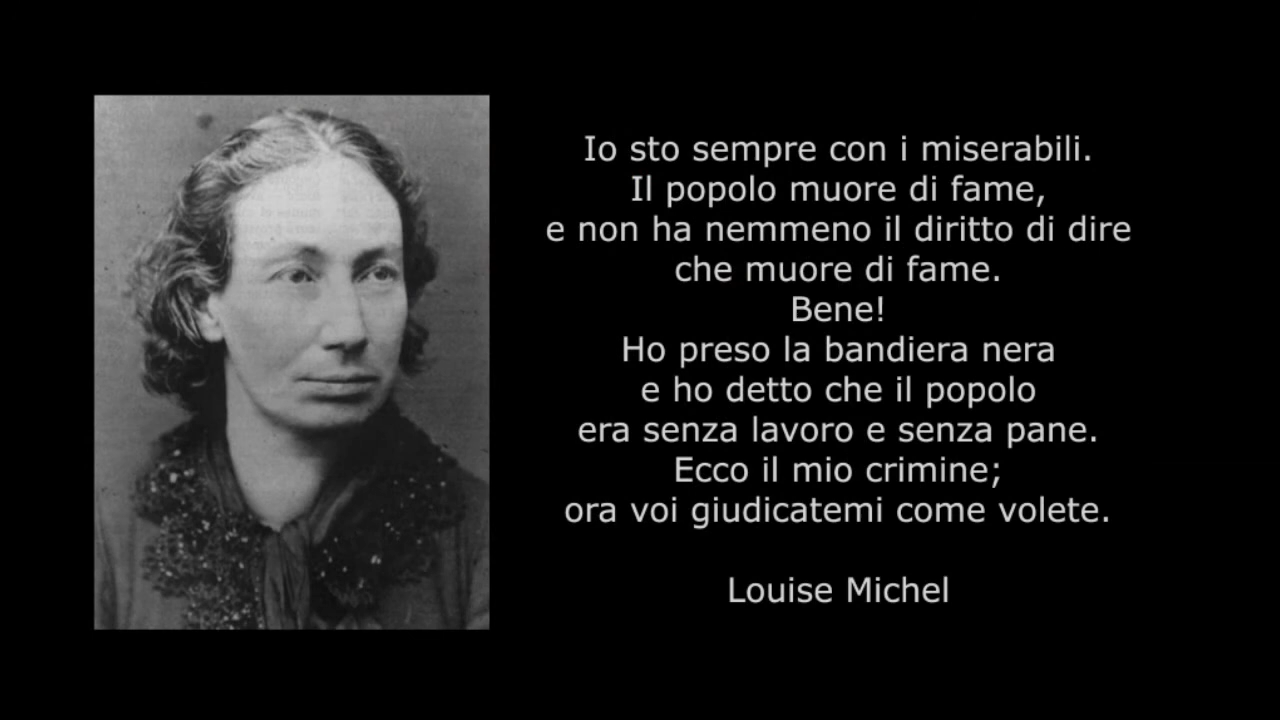 Io sto sempre con i miserabili.
Il popolo muore di fame,
e non ha nemmeno il diritto di dire
che muore di fame.
Bene!
Ho preso la bandiera nera
e ho detto che il popolo
era senza lavoro e senza pane.
Ecco il mio crimine;
ora voi giudicatemi come volete.
Louise Michel